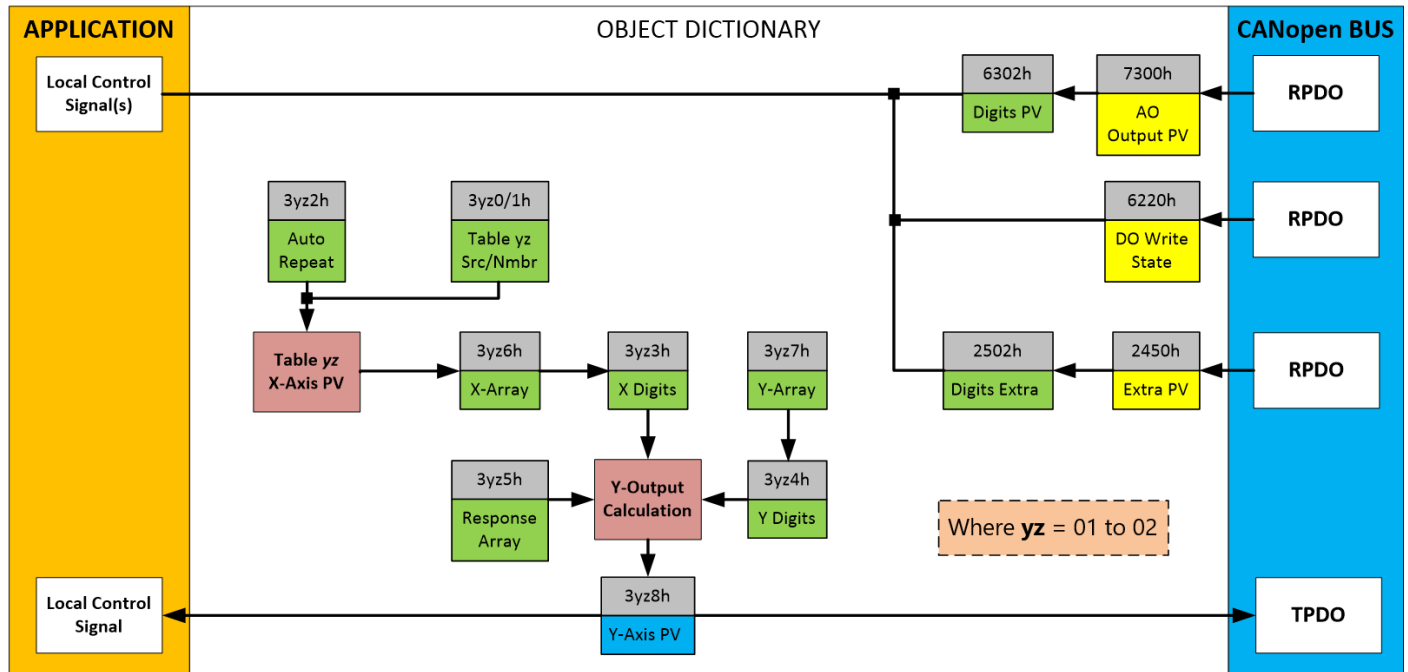 APPLICATION
OBJECT DICTIONARY
CANopen BUS
Local Control
Signal(s)
6302h
Digits PV
7300h
AO
Output PV
RPDO
3yz2h
Auto
Repeat
3yz0/1h
Table yz
Src/Nmbr
6220h
DO Write
State
RPDO
Table yz
X-Axis PV
3yz6h
X-Array
3yz3h
X Digits
3yz7h
Y-Array
2502h
Digits Extra
2450h
Extra PV
RPDO
3yz5h
Response
Array
Y-Output
Calculation
3yz4h
Y Digits
Where yz = 01 to 02
Local Control
Signal
3yz8h
Y-Axis PV
TPDO